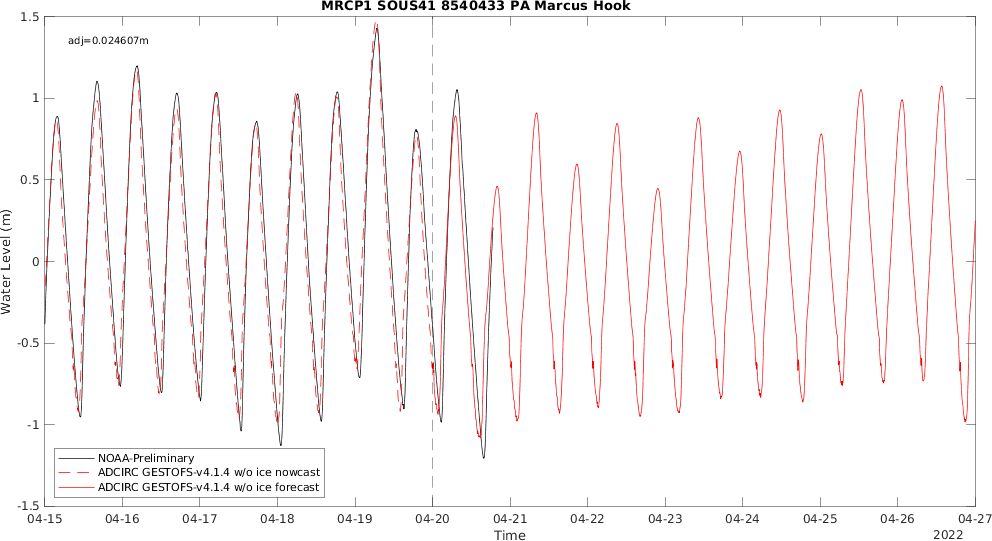 MRCP1 SOUS41 8540433 PA Marcus Hook
adj=0.024607m
1.5
1
0.5
0
-0.5
-1
-1.5
Water Level (m)
NOAA-Preliminary
ADCIRC GESTOFS-v4.1.4 w/o ice nowcast
ADCIRC GESTOFS-v4.1.4 w/o ice forecast
04-15 04-16 04-17 04-18 04-19 04-20 04-21 04-22 04-23 04-24 04-25 04-26 04-27
Time
2022